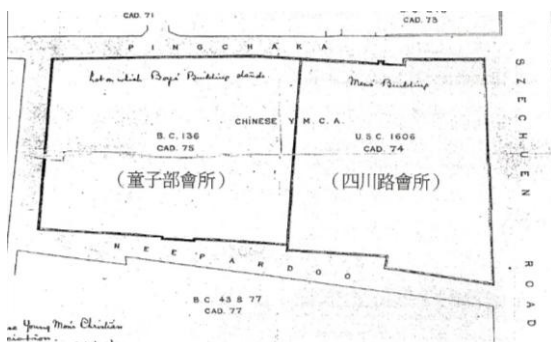 CAD. 71
CAD. 73
PINGCHAKA
Lot on which Boys' Building stands
Mens' Building
CHINESE Y.M.C.A.
B.C. 136
CAD. 75
U.S.C. 1606
CAD. 74
(童子部會所)
(四川路會所)
SZECHUEN ROAD
NEEPARDOO
B.C. 43 & 77
CAD. 77
Young Mens Christian